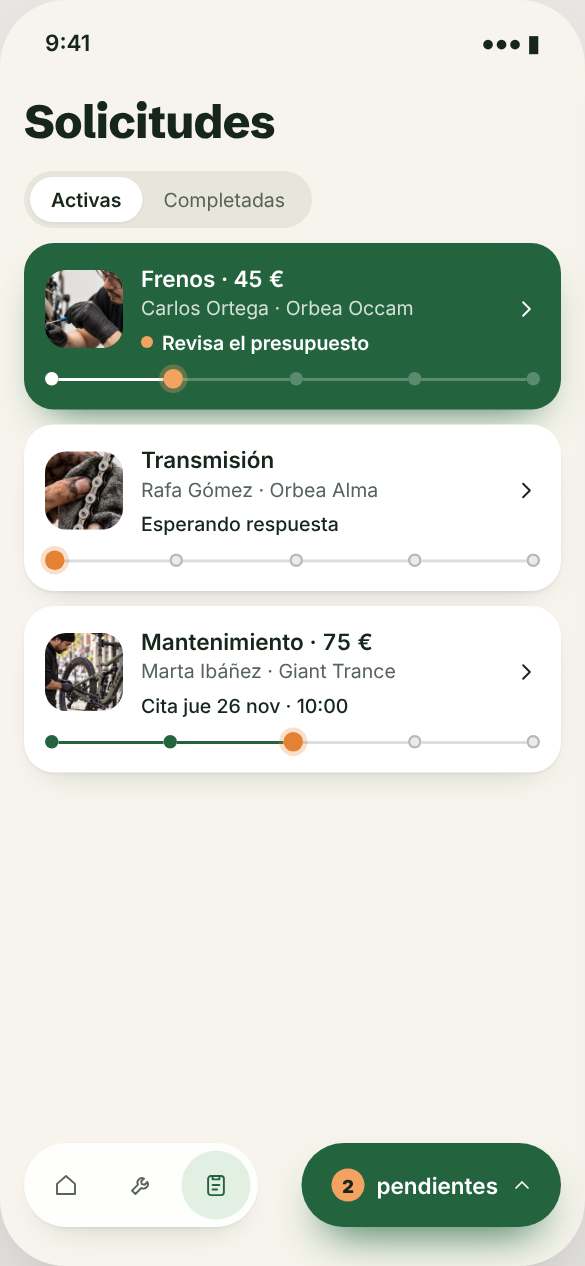 9:41
Solicitudes
Activas
Completadas
Frenos · 45 €
Carlos Ortega · Orbea Occam
Revisa el presupuesto
Transmisión
Rafa Gómez · Orbea Alma
Esperando respuesta
Mantenimiento · 75 €
Marta Ibáñez · Giant Trance
Cita jue 26 nov · 10:00
2 pendientes